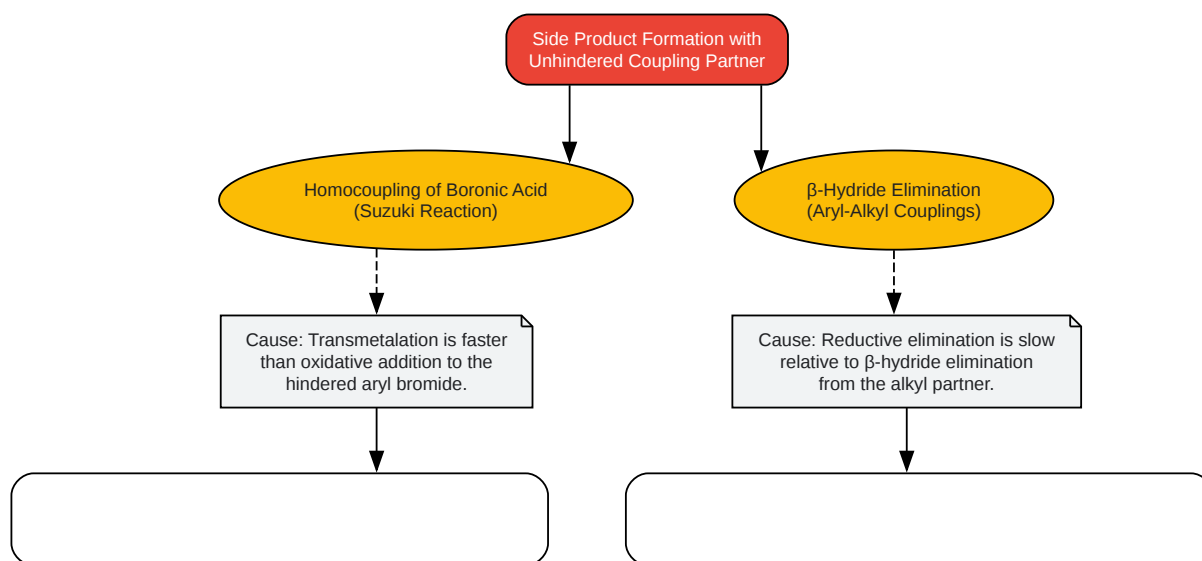 Side Product Formation with
Unhindered Coupling Partner
Homocoupling of Boronic Acid
(Suzuki Reaction)
β-Hydride Elimination
(Aryl-Alkyl Couplings)
Cause: Transmetalation is faster
than oxidative addition to the
hindered aryl bromide.
Cause: Reductive elimination is slow
relative to β-hydride elimination
from the alkyl partner.